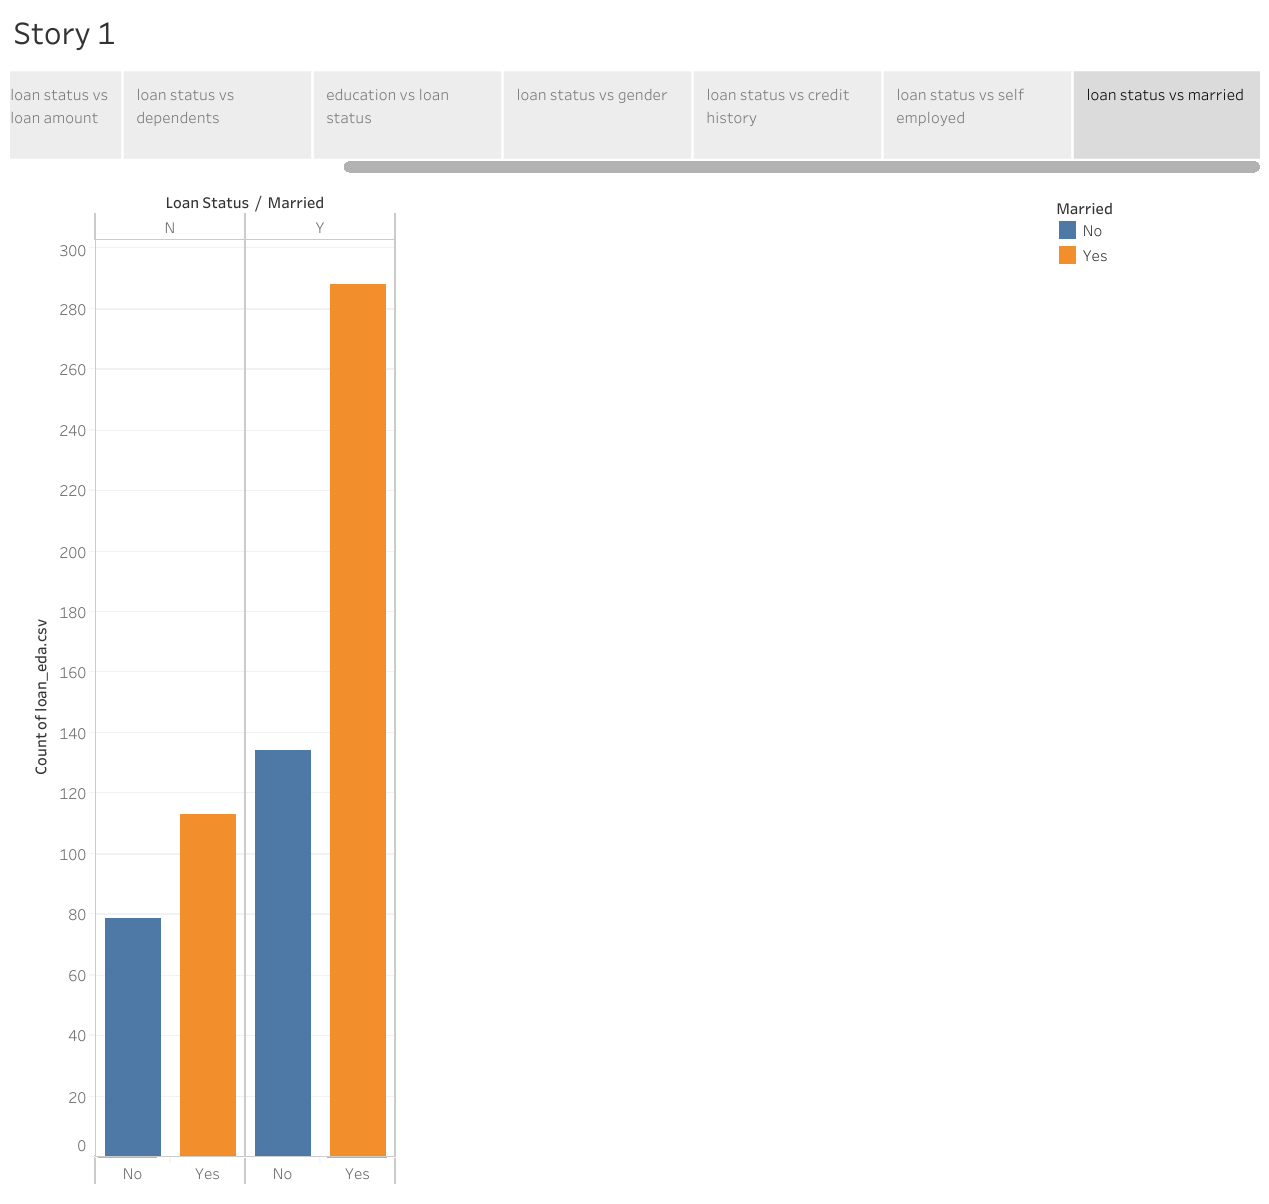 Story 1
loan status vs
loan amount
loan status vs
dependents
education vs loan
status
loan status vs gender
loan status vs credit
history
loan status vs self
employed
loan status vs married
Loan Status / Married
N Y
Married
No
Yes
300
280
260
240
220
200
180
160
140
120
100
80
60
40
20
0
Count of loan_eda.csv
No Yes No Yes